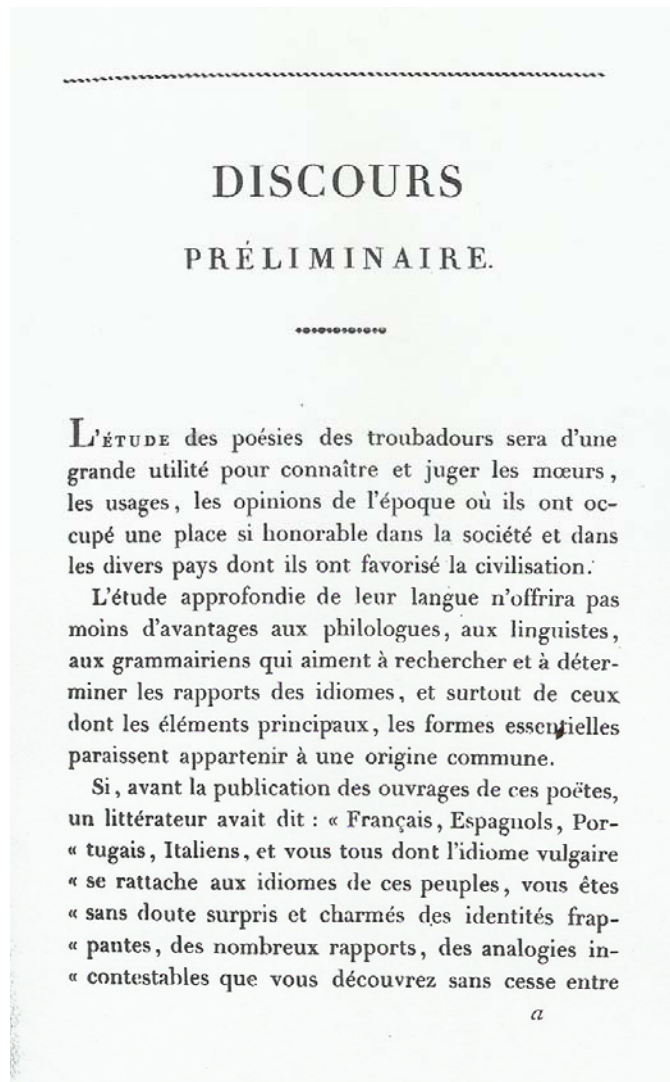 DISCOURS
PRÉLIMINAIRE.
L'ÉTUDE des poésies des troubadours sera d'une
grande utilité pour connaître et juger les mœurs,
les usages, les opinions de l'époque où ils ont oc-
cupé une place si honorable dans la société et dans
les divers pays dont ils ont favorisé la civilisation.
L'étude approfondie de leur langue n'offrira pas
moins d'avantages aux philologues, aux linguistes,
aux grammairiens qui aiment à rechercher et à déter-
miner les rapports des idiomes, et surtout de ceux
dont les éléments principaux, les formes essentielles
paraissent appartenir à une origine commune.
Si, avant la publication des ouvrages de ces poëtes,
un littérateur avait dit : « Français, Espagnols, Por-
« tugais, Italiens, et vous tous dont l'idiome vulgaire
« se rattache aux idiomes de ces peuples, vous êtes
« sans doute surpris et charmés des identités frap-
« pantes, des nombreux rapports, des analogies in-
« contestables que vous découvrez sans cesse entre
a